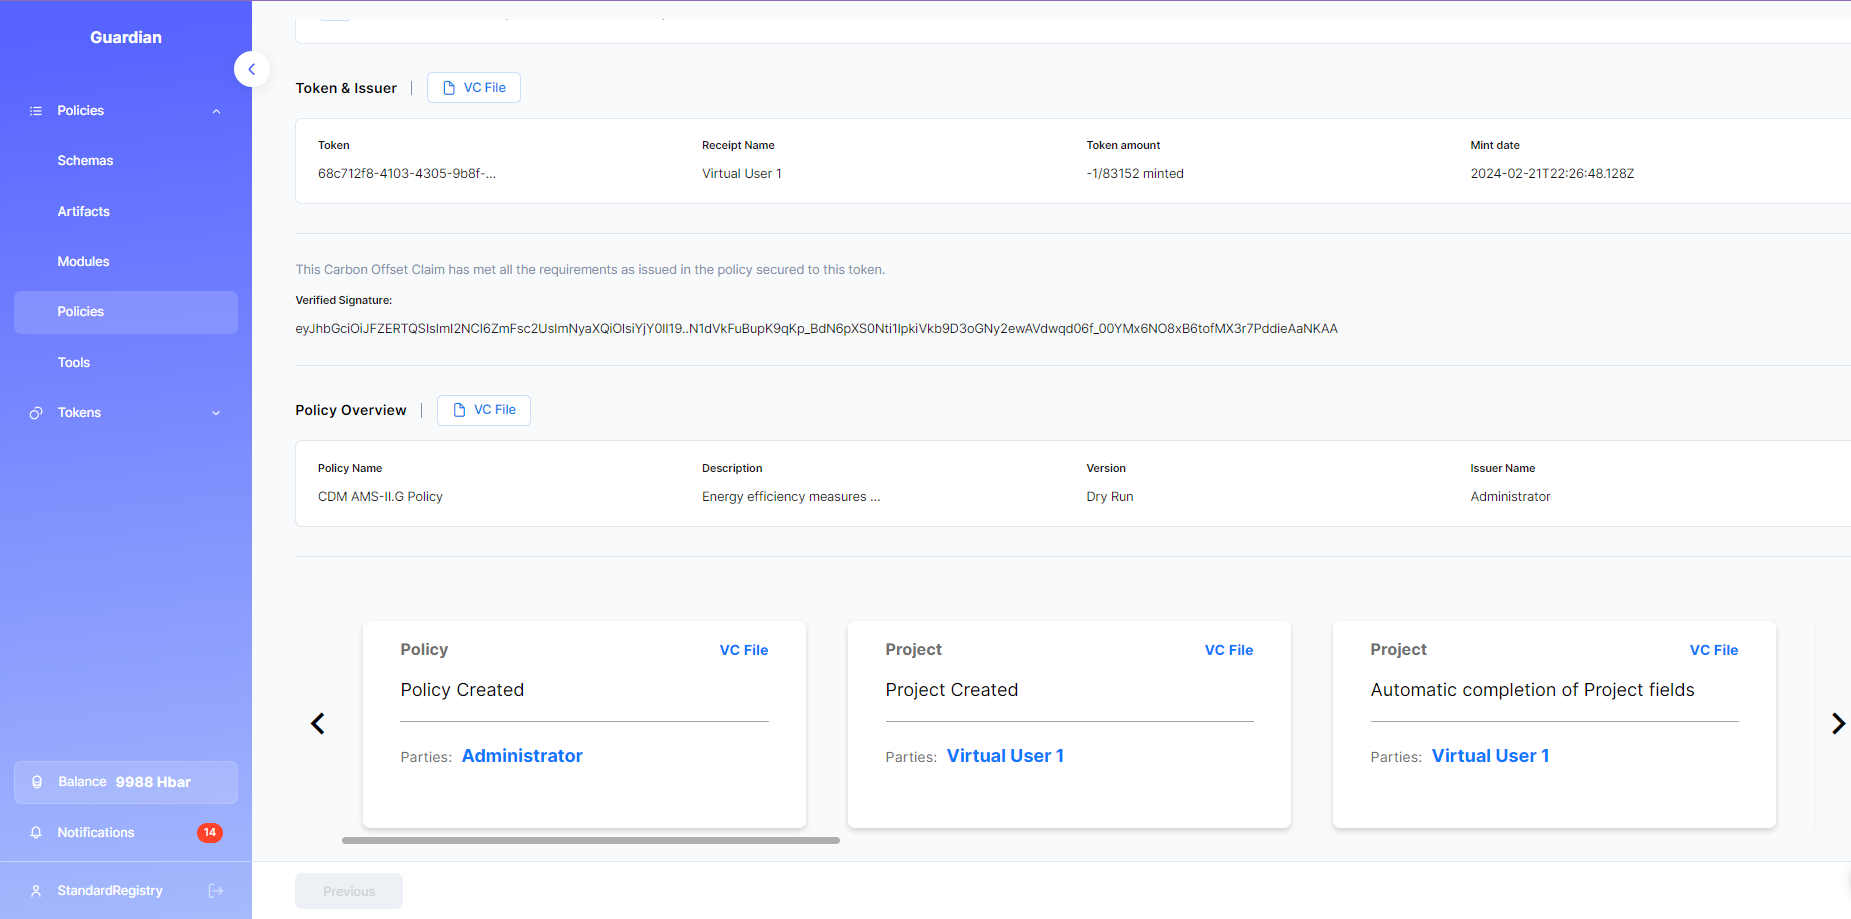 Guardian
Policies
Schemas
Artifacts
Modules
Policies
Tools
Tokens
Balance 9988 Hbar
Notifications 14
StandardRegistry
Token & Issuer | VC File
Token Receipt Name Token amount Mint date
68c712f8-4103-4305-9b8f-... Virtual User 1 -1/83152 minted 2024-02-21T22:26:48.128Z
This Carbon Offset Claim has met all the requirements as issued in the policy secured to this token.
Verified Signature:
eyJhbGciOiJFZERTQSIsImI2NCI6ZmFsc2UsImNyaXQiOlsiYjY0Il19..N1dVkFuBupK9qKp_BdN6pXS0Nti1IpkiVkb9D3oGNy2ewAVdwqd06f_00YMx6NO8xB6tofMX3r7PddieAaNKAA
Policy Overview | VC File
Policy Name Description Version Issuer Name
CDM AMS-II.G Policy Energy efficiency measures ... Dry Run Administrator
Policy VC File
Policy Created
Parties: Administrator
Project VC File
Project Created
Parties: Virtual User 1
Project VC File
Automatic completion of Project fields
Parties: Virtual User 1
Previous